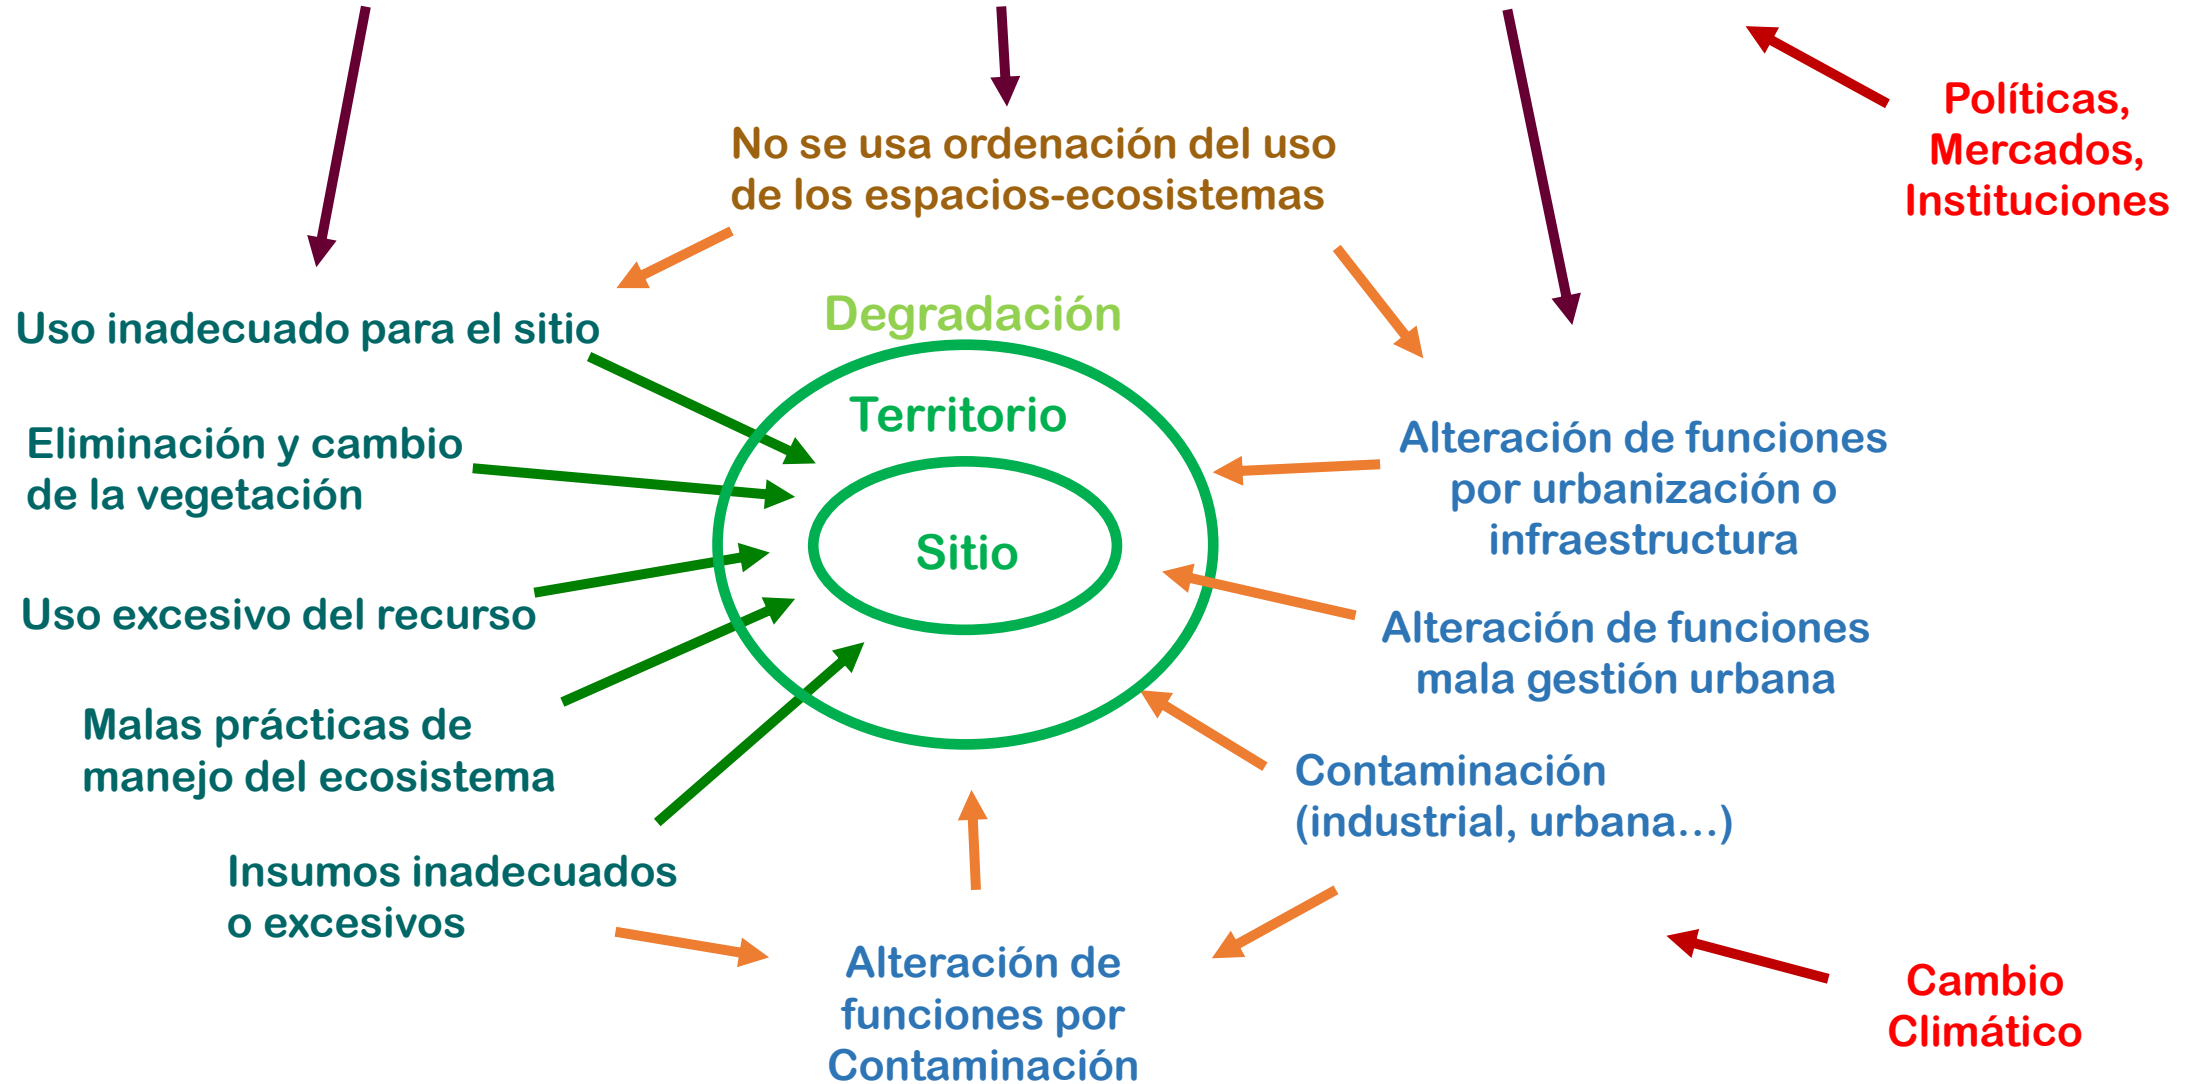 Políticas,
Mercados,
Instituciones
No se usa ordenación del uso
de los espacios-ecosistemas
Uso inadecuado para el sitio
Degradación
Territorio
Sitio
Eliminación y cambio
de la vegetación
Uso excesivo del recurso
Malas prácticas de
manejo del ecosistema
Insumos inadecuados
o excesivos
Alteración de funciones
por urbanización o
infraestructura
Alteración de funciones
mala gestión urbana
Contaminación
(industrial, urbana...)
Alteración de
funciones por
Contaminación
Cambio
Climático